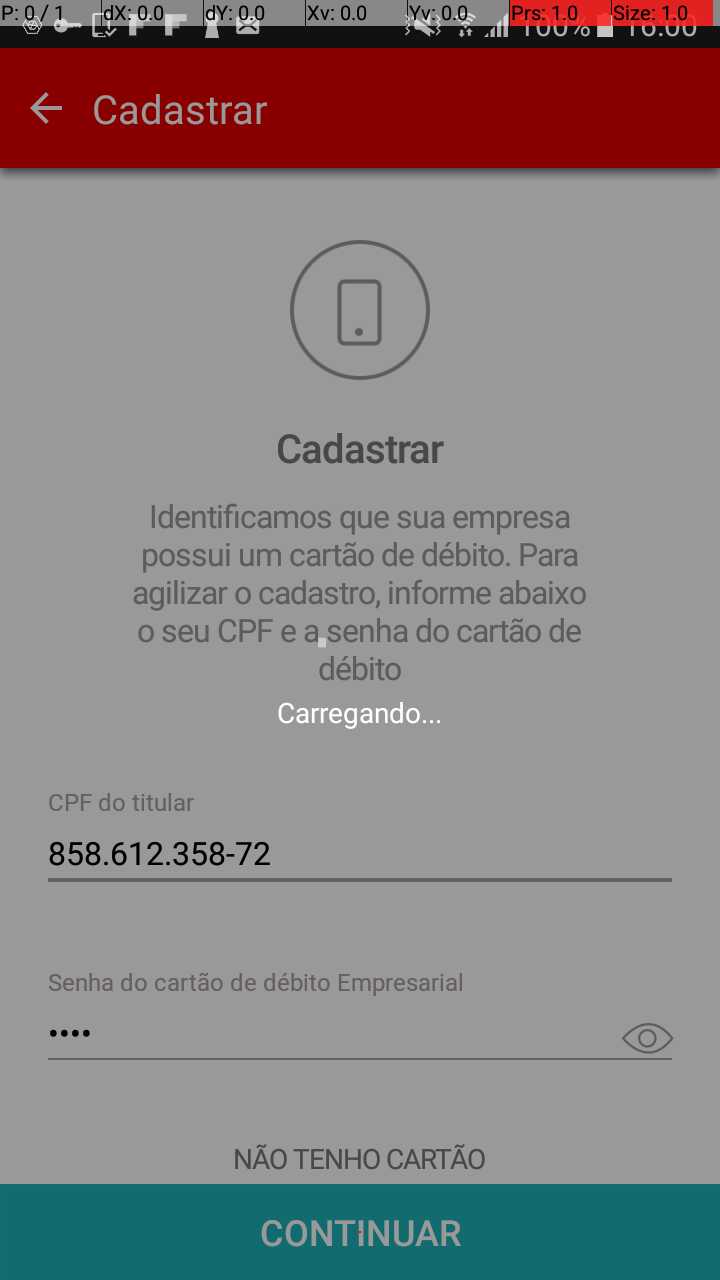 P: 0 / 1 dX: 0.0 dY: 0.0 Xv: 0.0 Yv: 0.0 Prs: 1.0 Size: 1.0
100% 16:00
Cadastrar
Cadastrar
Identificamos que sua empresa
possui um cartão de débito. Para
agilizar o cadastro, informe abaixo
o seu CPF e a senha do cartão de
débito
Carregando...
CPF do titular
858.612.358-72
Senha do cartão de débito Empresarial
••••
NÃO TENHO CARTÃO
CONTINUAR